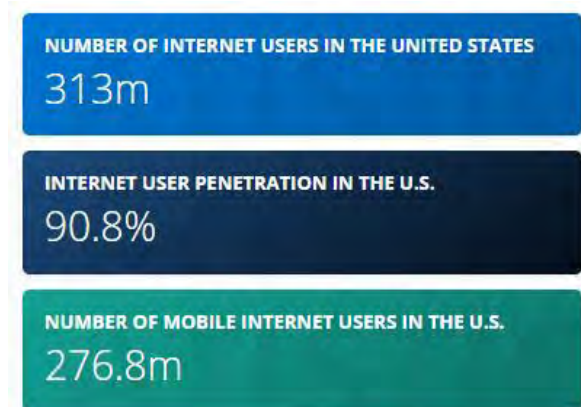 NUMBER OF INTERNET USERS IN THE UNITED STATES
313m
INTERNET USER PENETRATION IN THE U.S.
90.8%
NUMBER OF MOBILE INTERNET USERS IN THE U.S.
276.8m